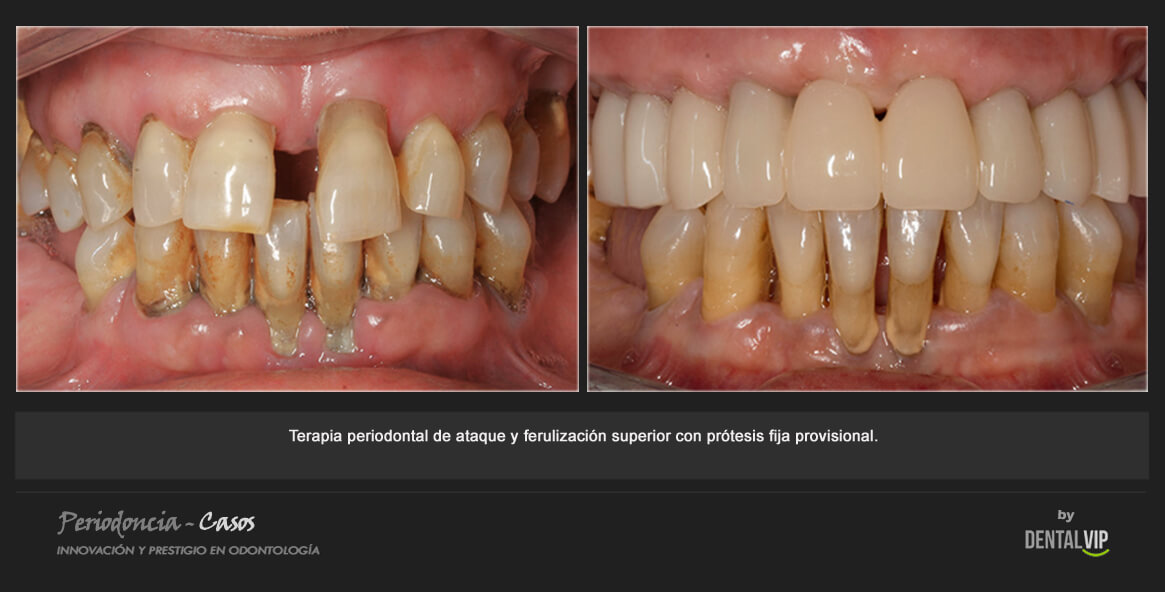 Terapia periodontal de ataque y ferulización superior con prótesis fija provisional.
Periodoncia - Casos
INNOVACIÓN Y PRESTIGIO EN ODONTOLOGÍA
by
DENTALVIP